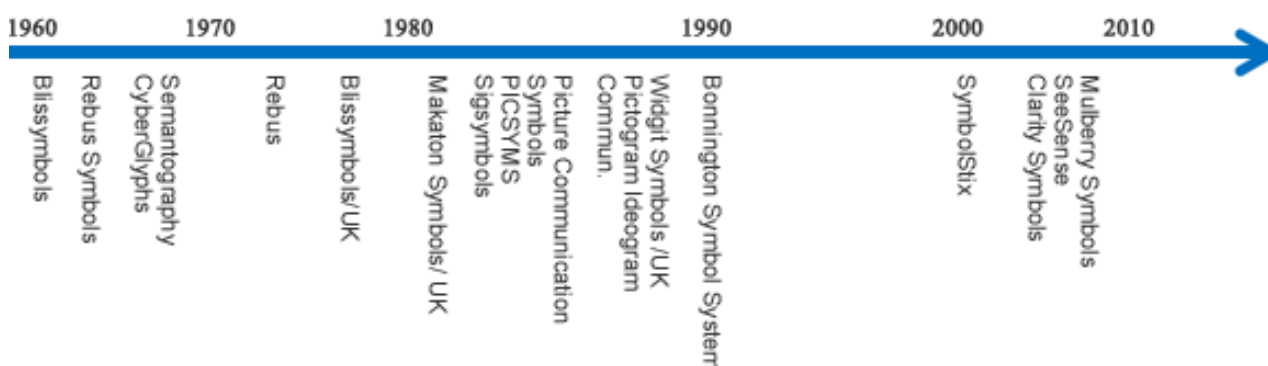 1960
1970
1980
1990
2000
2010
Blissymbols
Rebus Symbols
Semantography
CyberGlyphs
Rebus
Blissymbols/UK
Makaton Symbols/ UK
Picture Communication
Symbols
PICSYMS
Sigsymbols
Widgit Symbols /UK
Pictogram Ideogram
Commun.
Bonnington Symbol System
SymbolStix
Mulberry Symbols
SeeSense
Clarity Symbols